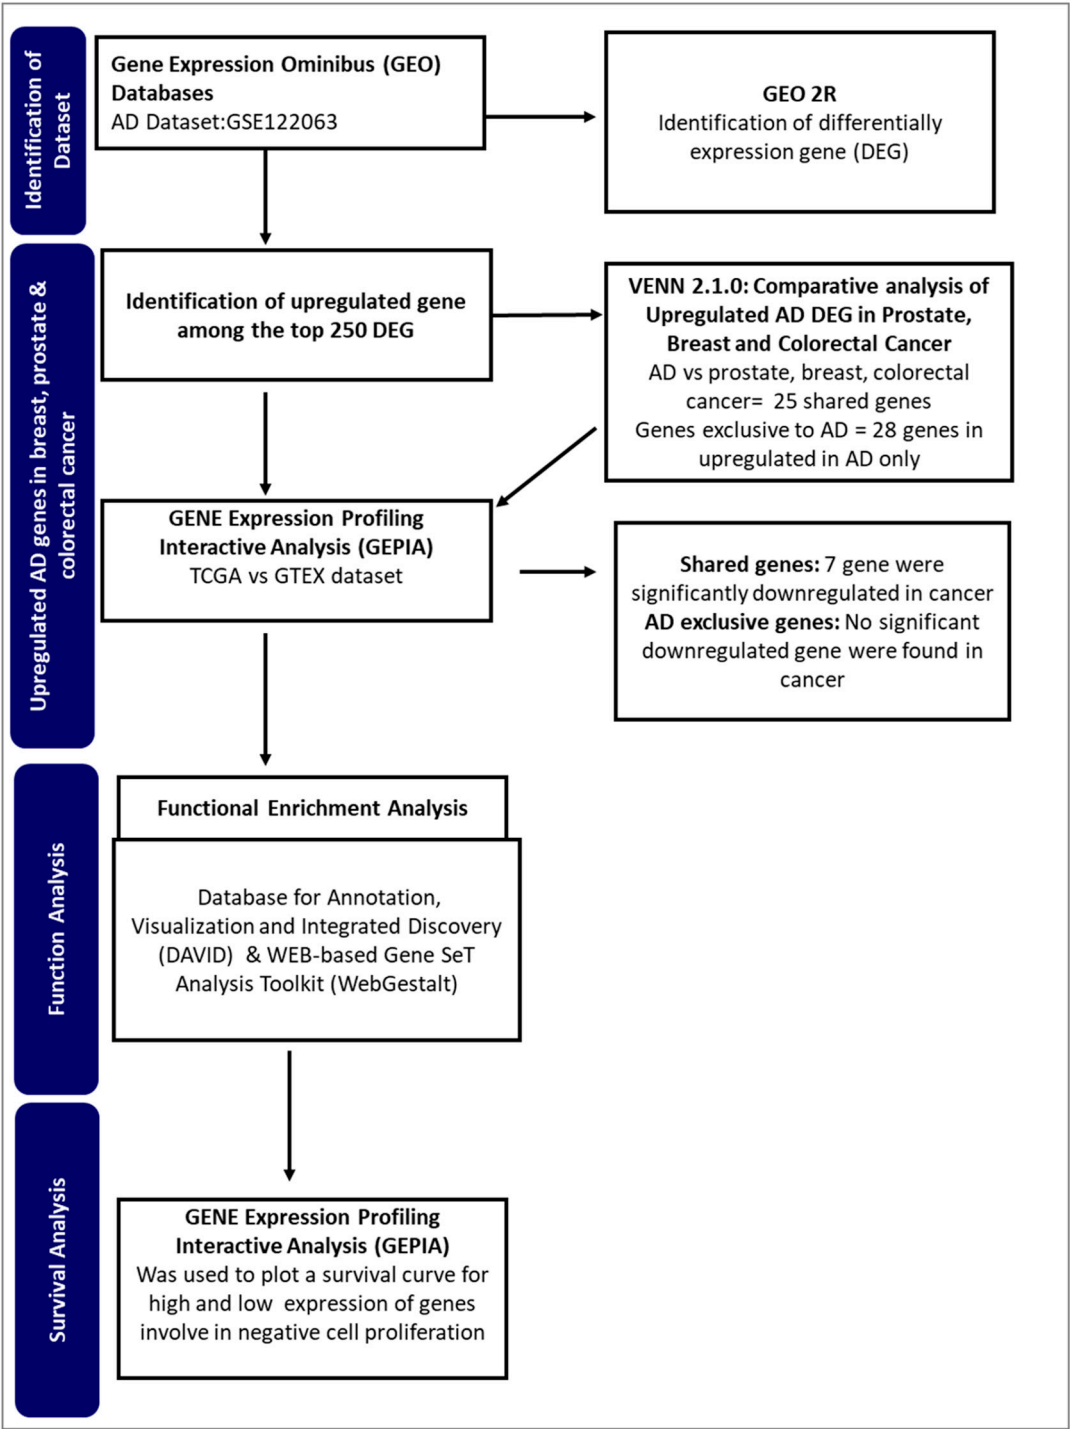 Identification of
Dataset
Gene Expression Ominibus (GEO)
Databases
AD Dataset:GSE122063
GEO 2R
Identification of differentially
expression gene (DEG)
Upregulated AD genes in breast, prostate &
colorectal cancer
Identification of upregulated gene
among the top 250 DEG
VENN 2.1.0: Comparative analysis of
Upregulated AD DEG in Prostate,
Breast and Colorectal Cancer
AD vs prostate, breast, colorectal
cancer= 25 shared genes
Genes exclusive to AD = 28 genes in
upregulated in AD only
GENE Expression Profiling
Interactive Analysis (GEPIA)
TCGA vs GTEX dataset
Shared genes: 7 gene were
significantly downregulated in cancer
AD exclusive genes: No significant
downregulated gene were found in
cancer
Function Analysis
Functional Enrichment Analysis
Database for Annotation,
Visualization and Integrated Discovery
(DAVID) & WEB-based Gene SeT
Analysis Toolkit (WebGestalt)
Survival Analysis
GENE Expression Profiling
Interactive Analysis (GEPIA)
Was used to plot a survival curve for
high and low expression of genes
involve in negative cell proliferation